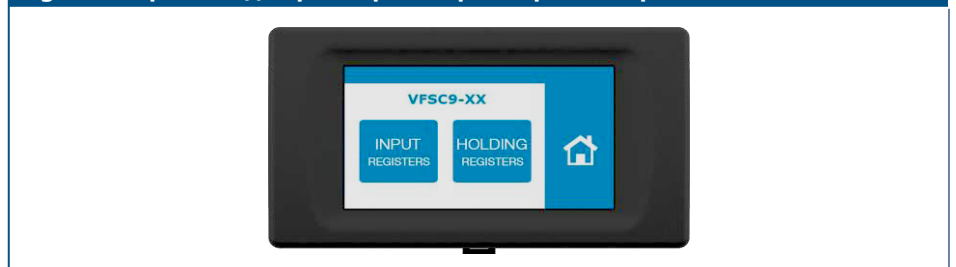 VFSC9-XX
INPUT
REGISTERS
HOLDING
REGISTERS